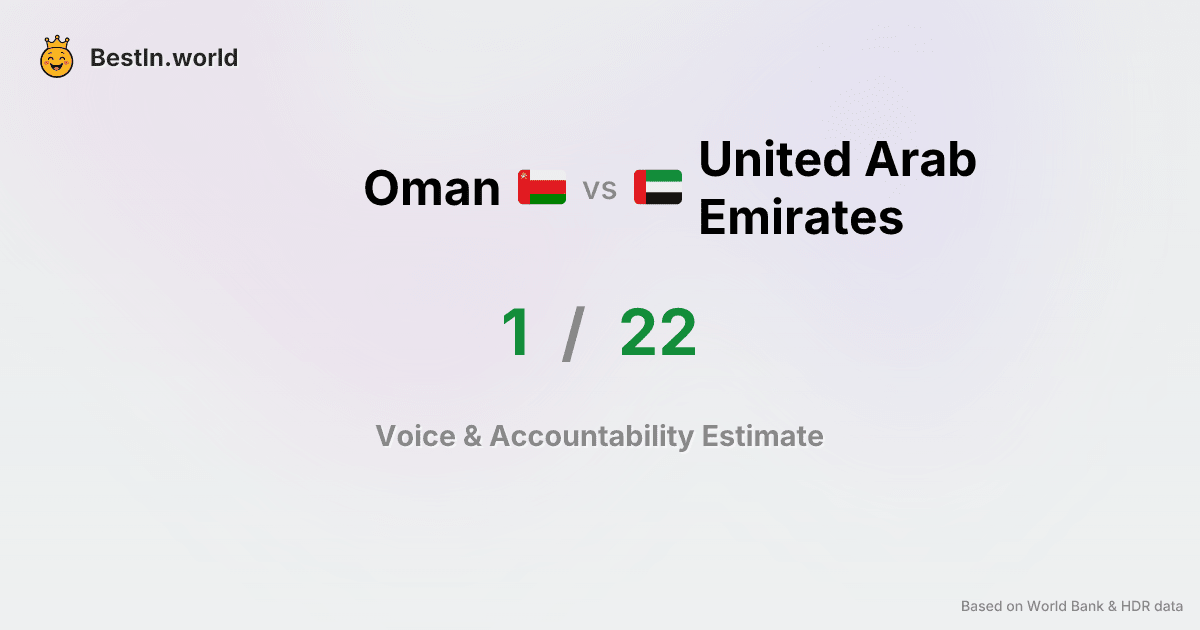 BestIn.world
Oman vs United Arab
Emirates
1 / 22
Voice & Accountability Estimate
Based on World Bank & HDR data